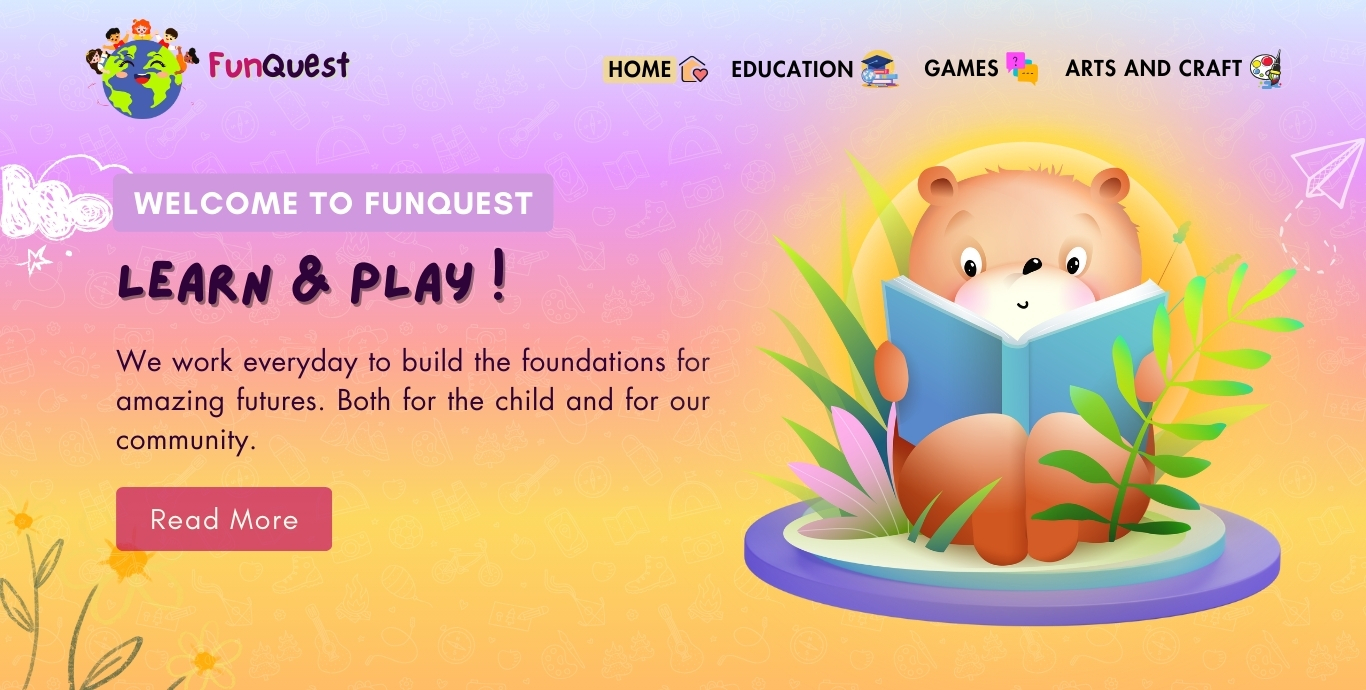 FunQuest
HOME
EDUCATION
GAMES
ARTS AND CRAFT
WELCOME TO FUNQUEST
LEARN & PLAY !
We work everyday to build the foundations for
amazing futures. Both for the child and for our
community.
Read More